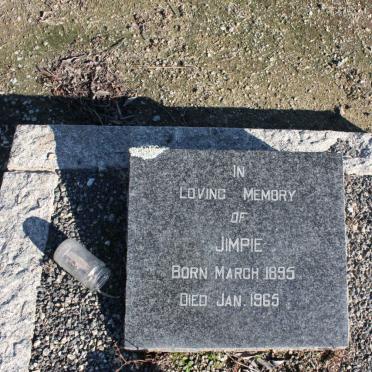 IN
LOVING MEMORY
OF
JIMPIE
BORN MARCH 1895
DIED JAN. 1965